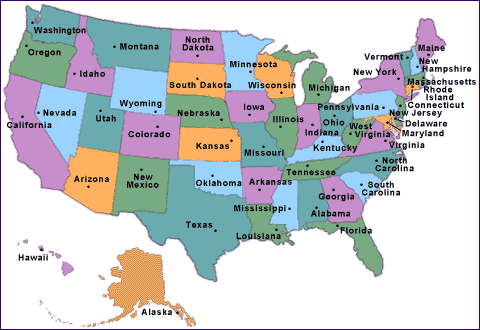 Washington
Oregon
Idaho
Montana
North
Dakota
Minnesota
South Dakota
Wisconsin
Michigan
Vermont
Maine
New
Hampshire
New York
Massachusetts
Rhode
Island
Connecticut
New Jersey
Pennsylvania
Delaware
Maryland
California
Nevada
Utah
Wyoming
Colorado
Nebraska
Iowa
Illinois
Indiana
Ohio
West
Virginia
Virginia
Kentucky
Kansas
Missouri
Tennessee
North
Carolina
South
Carolina
Arizona
New
Mexico
Oklahoma
Arkansas
Texas
Mississippi
Louisiana
Alabama
Georgia
Florida
Hawaii
Alaska